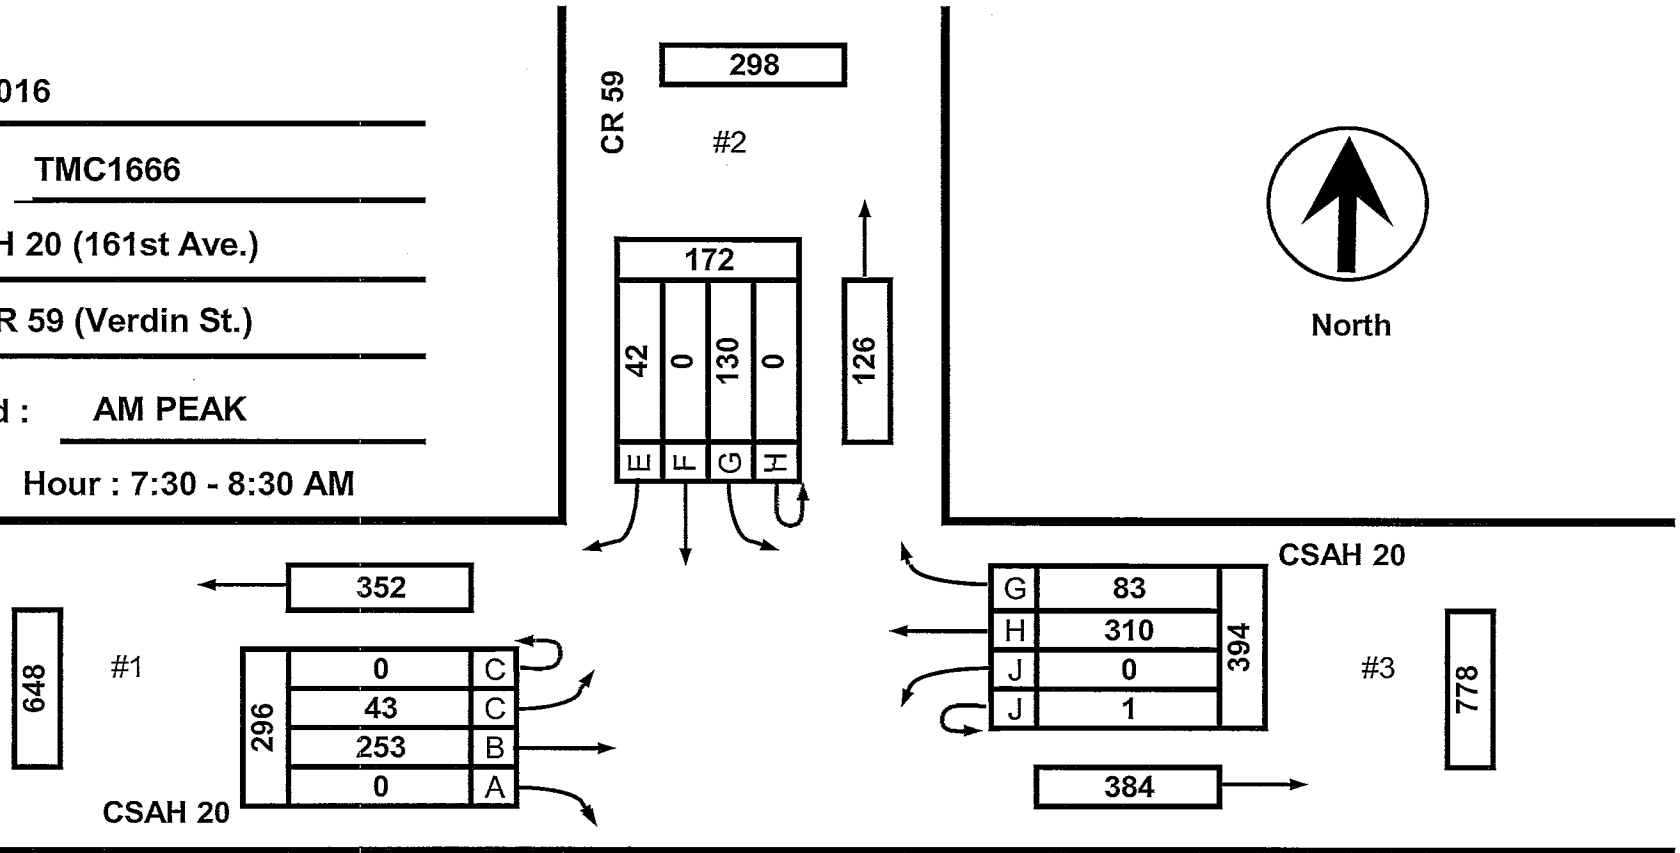 016
TMC1666
H 20 (161st Ave.)
R 59 (Verdin St.)
d : AM PEAK
Hour : 7:30 - 8:30 AM
CR 59
298
#2
172
42 0 130 0
E F G H
126
North
352
648
#1
296
0 C
43 C
253 B
0 A
CSAH 20
CSAH 20
G 83
H 310
J 0
J 1
394
#3
778
384